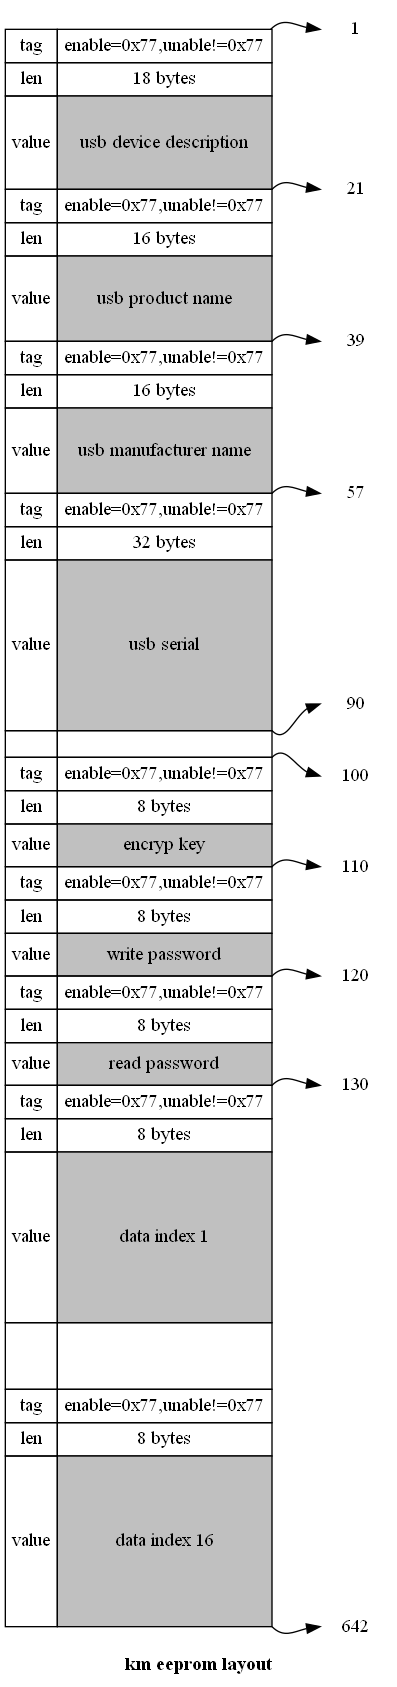 1
tag enable=0x77,unable!=0x77
len 18 bytes
value usb device description
21
tag enable=0x77,unable!=0x77
len 16 bytes
value usb product name
39
tag enable=0x77,unable!=0x77
len 16 bytes
value usb manufacturer name
57
tag enable=0x77,unable!=0x77
len 32 bytes
value usb serial
90
100
tag enable=0x77,unable!=0x77
len 8 bytes
value encryp key
110
tag enable=0x77,unable!=0x77
len 8 bytes
value write password
120
tag enable=0x77,unable!=0x77
len 8 bytes
value read password
130
tag enable=0x77,unable!=0x77
len 8 bytes
value data index 1
tag enable=0x77,unable!=0x77
len 8 bytes
value data index 16
642
km eeprom layout